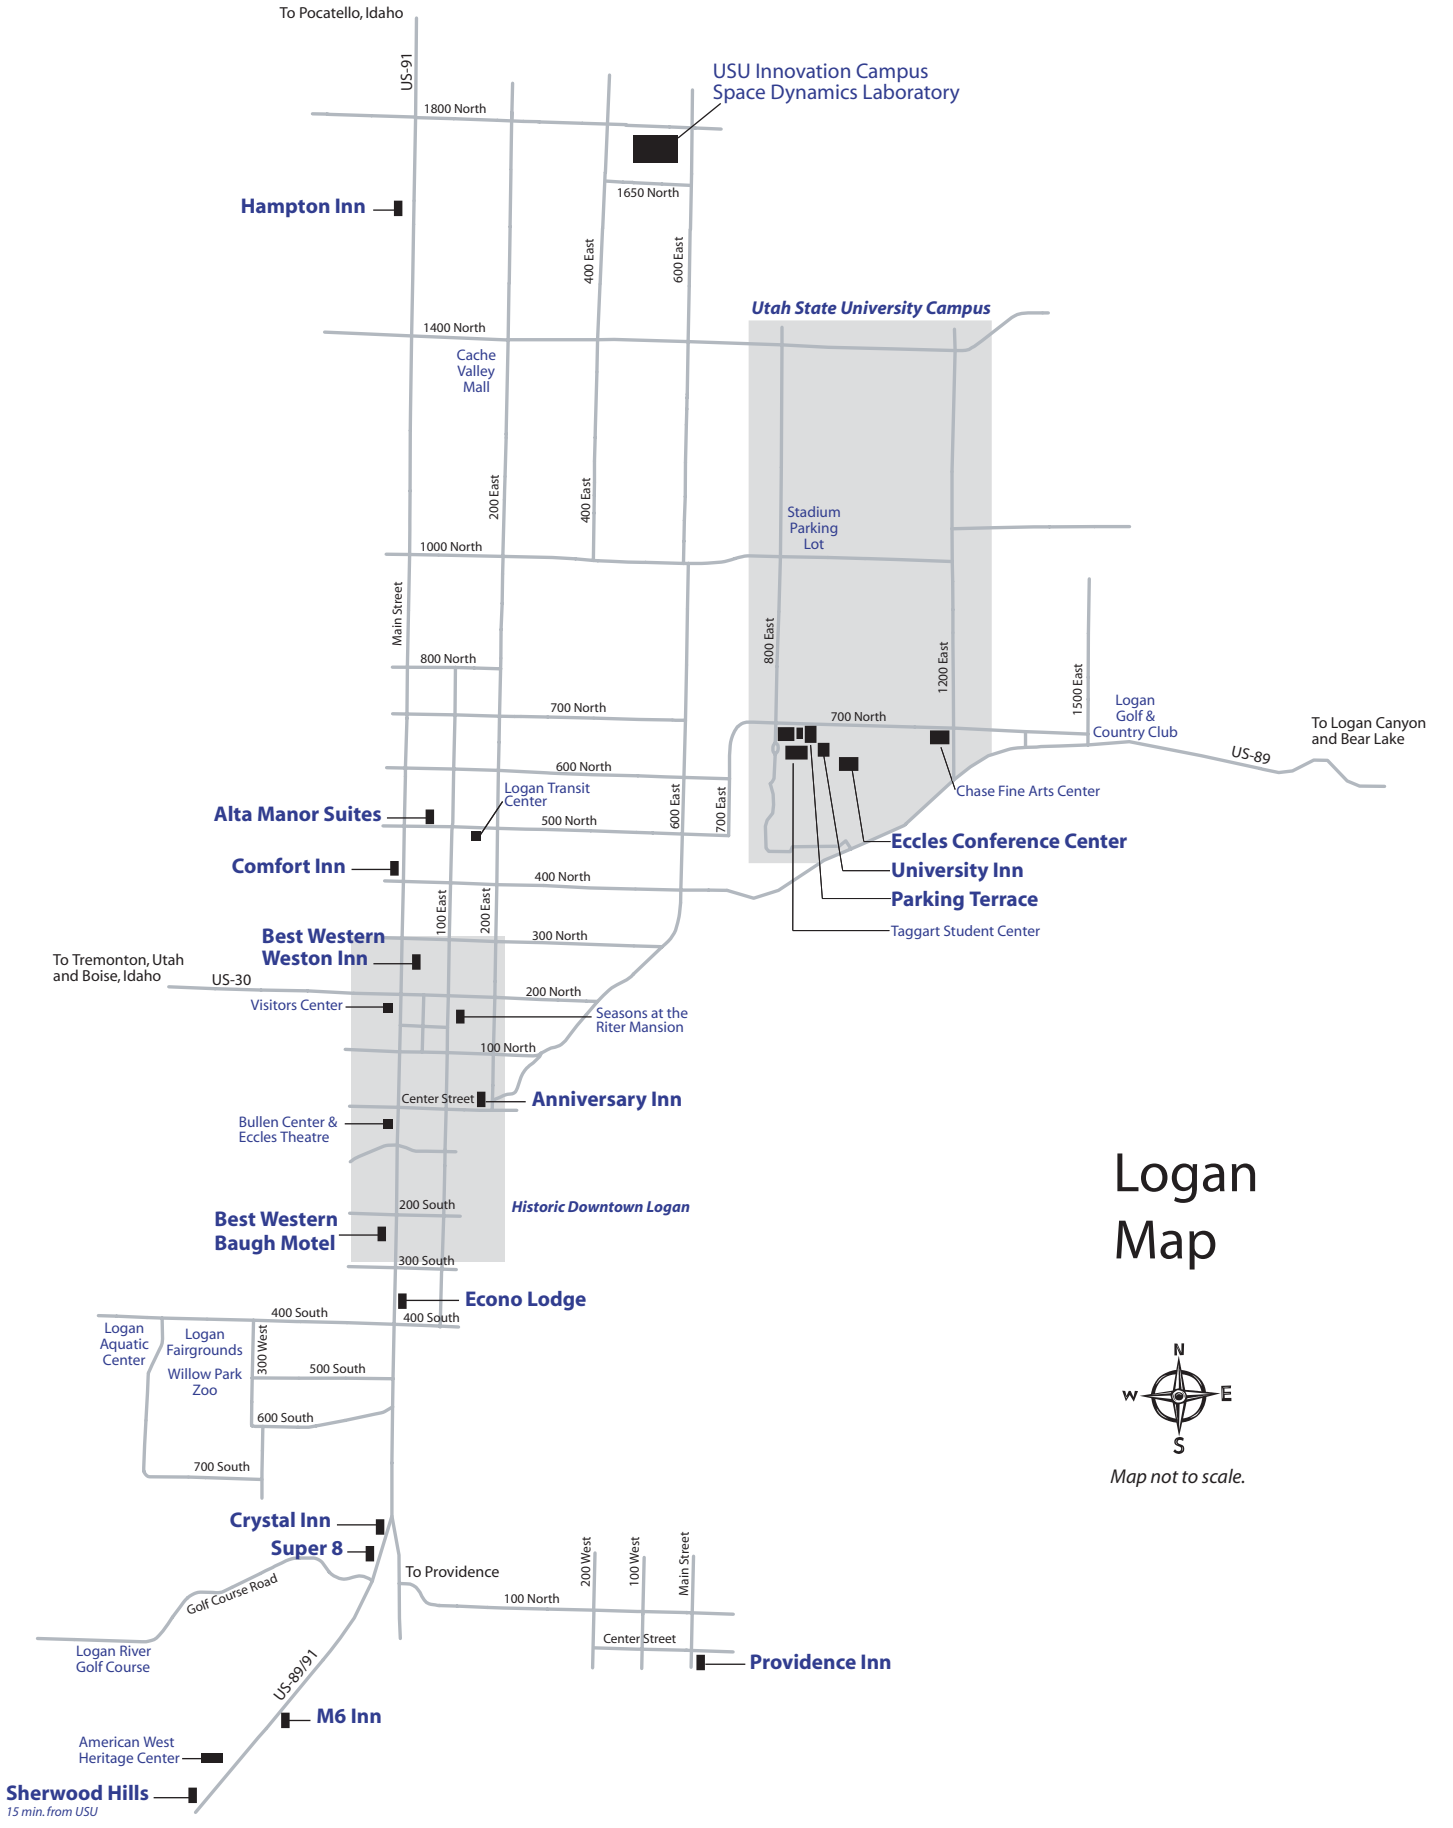 To Pocatello, Idaho
US-91
USU Innovation Campus
Space Dynamics Laboratory
1800 North
1650 North
Hampton Inn
400 East
600 East
Utah State University Campus
1400 North
Cache
Valley
Mall
200 East
400 East
Stadium
Parking
Lot
1000 North
Main Street
800 East
1200 East
1500 East
800 North
700 North
700 North
Logan
Golf &
Country Club
To Logan Canyon
and Bear Lake
US-89
600 North
Logan Transit
Center
600 East
700 East
Chase Fine Arts Center
Alta Manor Suites
500 North
Eccles Conference Center
Comfort Inn
University Inn
400 North
Parking Terrace
100 East
200 East
Taggart Student Center
Best Western
Weston Inn
300 North
To Tremonton, Utah
and Boise, Idaho
US-30
200 North
Visitors Center
Seasons at the
Riter Mansion
100 North
Center Street
Anniversary Inn
Bullen Center &
Eccles Theatre
Logan
Map
200 South
Historic Downtown Logan
Best Western
Baugh Motel
300 South
Econo Lodge
400 South
400 South
Logan
Aquatic
Center
Logan
Fairgrounds
Willow Park
Zoo
300 West
500 South
N
W
E
S
600 South
700 South
Map not to scale.
Crystal Inn
Super 8
To Providence
200 West
100 West
Main Street
Golf Course Road
100 North
Center Street
Logan River
Golf Course
Providence Inn
US-89/91
M6 Inn
American West
Heritage Center
Sherwood Hills
15 min. from USU